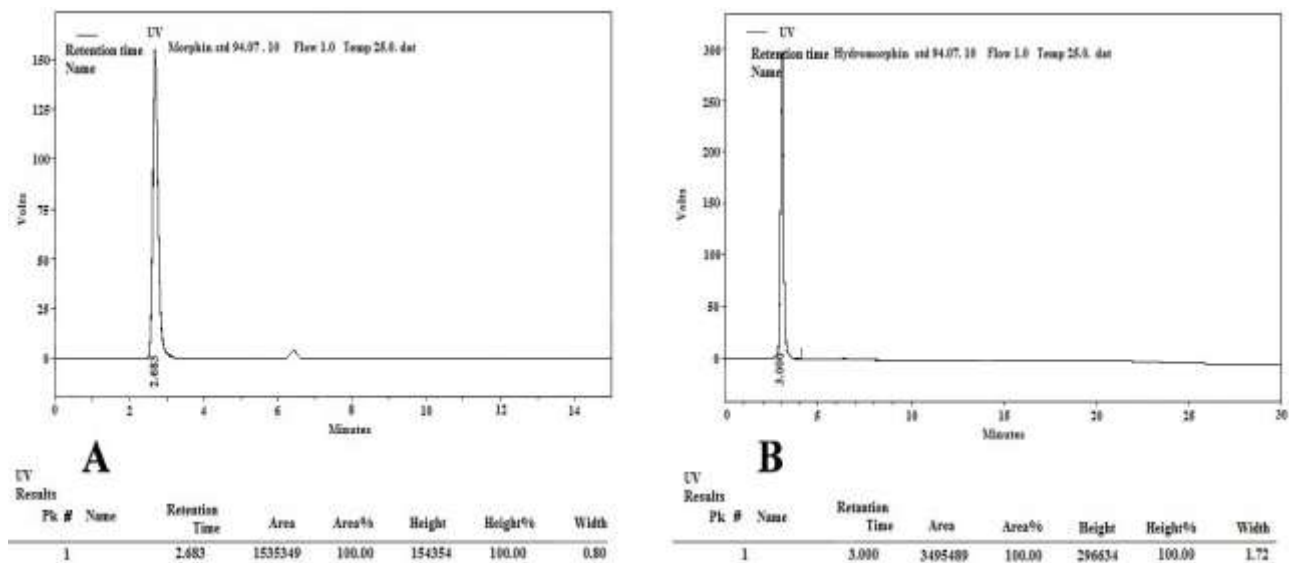 UV
Retention time Morphin std 94.07 . 10 Flow 1.0 Temp 25.0. dat
Name
150
125
100
75
50
25
0
Volts
2.683
0 2 4 6 8 10 12 14
Minutes
A
UV
Results
Pk # Name Retention Time Area Area% Height Height% Width
1 2.683 1535349 100.00 154354 100.00 0.80
UV
Retention time Hydromorphin std 94.07. 10 Flow 1.0 Temp 25.0. dat
Name
300
250
200
150
100
50
0
Volts
3.000
0 5 10 15 20 25 30
Minutes
B
UV
Results
Pk # Name Retantion Time Area Area% Height Height% Width
1 3.000 3495489 100.00 296634 100.00 1.72